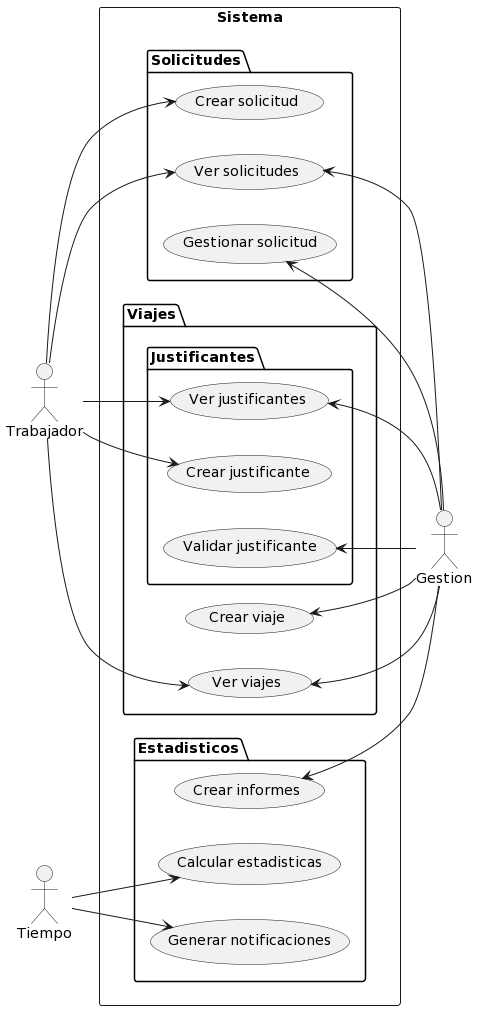 Sistema
Solicitudes
Crear solicitud
Ver solicitudes
Gestionar solicitud
Viajes
Justificantes
Ver justificantes
Trabajador
Crear justificante
Validar justificante
Gestion
Crear viaje
Ver viajes
Estadisticos
Crear informes
Calcular estadisticas
Tiempo
Generar notificaciones